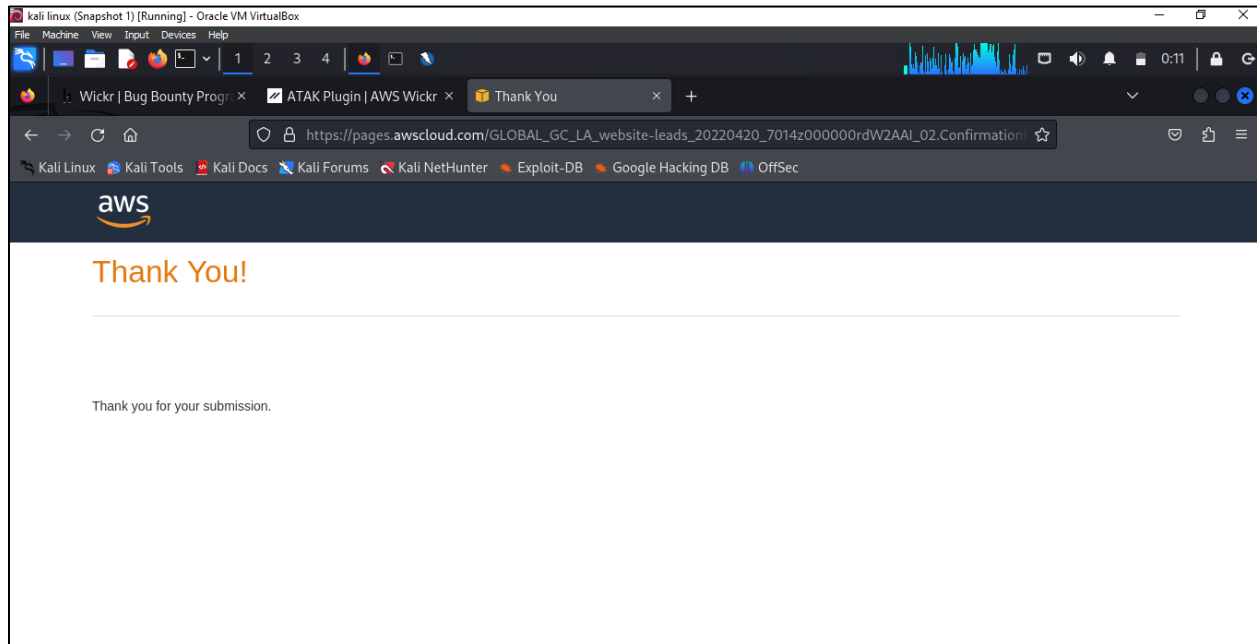 kali linux (Snapshot 1) [Running] - Oracle VM VirtualBox
File Machine View Input Devices Help
1 2 3 4 0:11
Wickr | Bug Bounty Progra ATAK Plugin | AWS Wickr Thank You
https://pages.awscloud.com/GLOBAL_GC_LA_website-leads_20220420_7014z000000rdW2AAI_02.Confirmation
Kali Linux Kali Tools Kali Docs Kali Forums Kali NetHunter Exploit-DB Google Hacking DB OffSec
aws
Thank You!
Thank you for your submission.